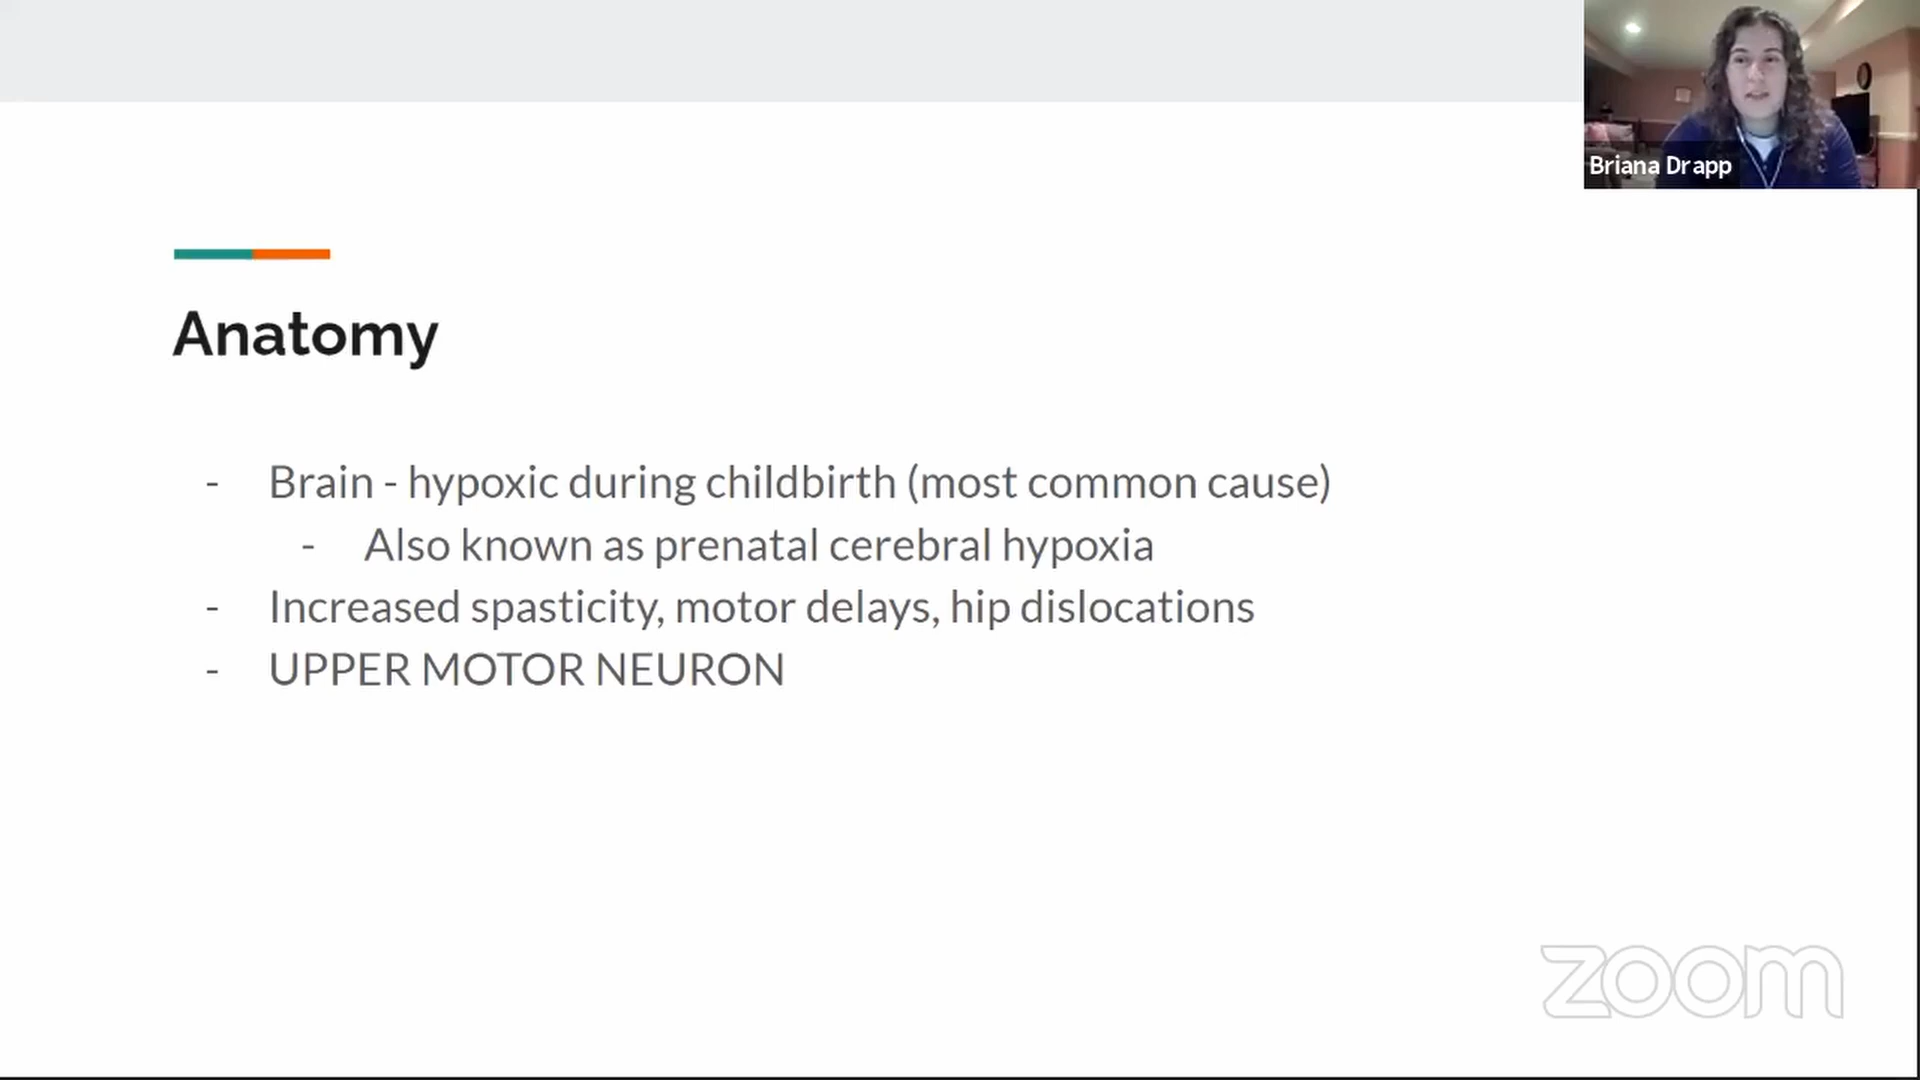 Briana Drapp
Anatomy
- Brain - hypoxic during childbirth (most common cause)
- Also known as prenatal cerebral hypoxia
- Increased spasticity, motor delays, hip dislocations
- UPPER MOTOR NEURON
zoom